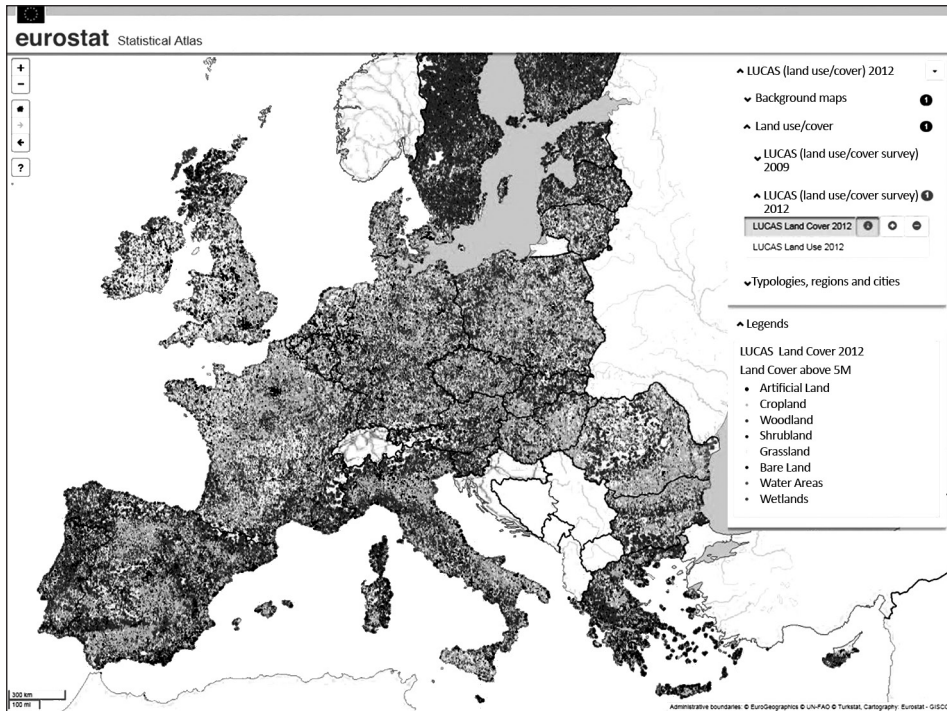 eurostat Statistical Atlas
+
−
?
LUCAS (land use/cover) 2012
Background maps 1
Land use/cover 1
LUCAS (land use/cover survey)
2009
LUCAS (land use/cover survey) 1
2012
LUCAS Land Cover 2012
LUCAS Land Use 2012
Typologies, regions and cities
Legends
LUCAS Land Cover 2012
Land Cover above 5M
Artificial Land
Cropland
Woodland
Shrubland
Grassland
Bare Land
Water Areas
Wetlands
300 km
100 mi
Administrative boundaries: © EuroGeographics © UN-FAO © Turkstat, Cartography: Eurostat - GISCO